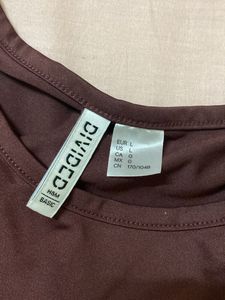 DIVIDED
H&M
BASIC
EUR L
US L
CA G
MX G
CN 170/104B